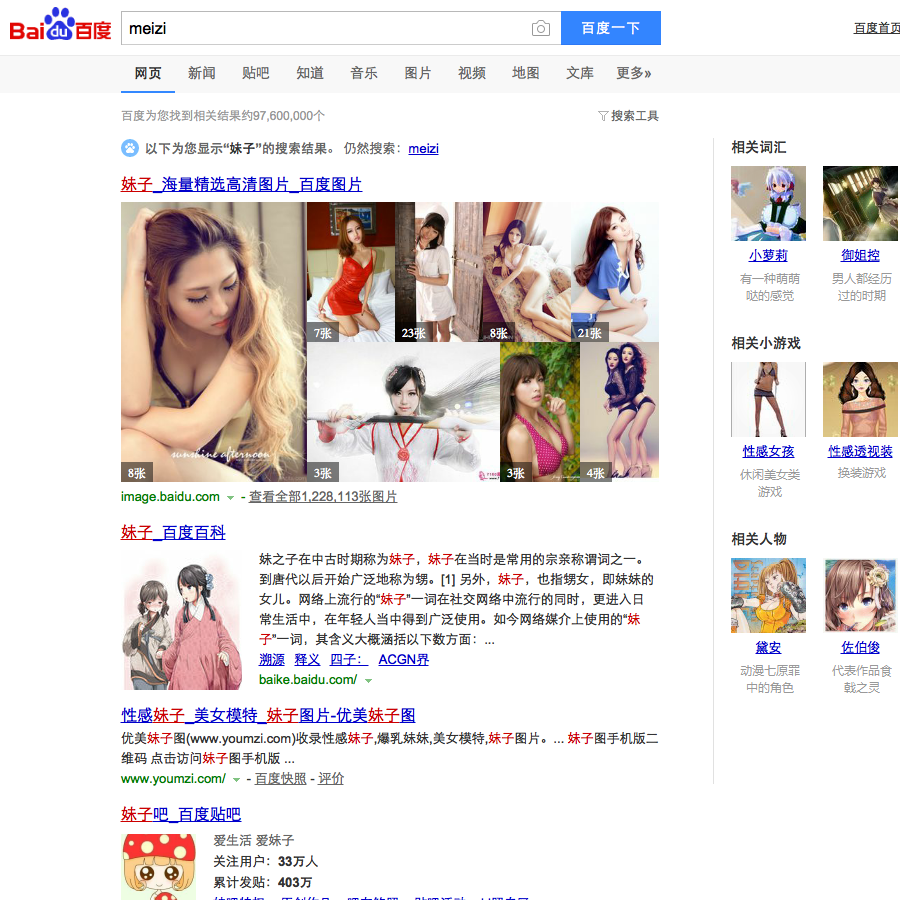 Bai du 百度
meizi
百度一下
百度首页
网页 新闻 贴吧 知道 音乐 图片 视频 地图 文库 更多»
百度为您找到相关结果约97,600,000个
搜索工具
以下为您显示“妹子”的搜索结果。 仍然搜索：meizi
妹子_海量精选高清图片_百度图片
7张
23张
8张
21张
sunshine afternoon
8张
3张
3张
4张
image.baidu.com - 查看全部1,228,113张图片
妹子_百度百科
妹之子在中古时期称为妹子，妹子在当时是常用的宗亲称谓词之一。
到唐代以后开始广泛地称为甥。[1] 另外，妹子，也指甥女，即妹妹的
女儿。网络上流行的“妹子”一词在社交网络中流行的同时，更进入日
常生活中，在年轻人当中得到广泛使用。如今网络媒介上使用的“妹
子”一词，其含义大概涵括以下数方面：...
溯源 释义 四子： ACGN界
baike.baidu.com/
性感妹子_美女模特_妹子图片-优美妹子图
优美妹子图(www.youmzi.com)收录性感妹子,爆乳妹妹,美女模特,妹子图片。... 妹子图手机版二
维码 点击访问妹子图手机版 ...
www.youmzi.com/ - 百度快照 - 评价
妹子吧_百度贴吧
爱生活 爱妹子
关注用户：33万人
累计发贴：403万
相关词汇
小萝莉
有一种萌萌
哒的感觉
御姐控
男人都经历
过的时期
相关小游戏
性感女孩
休闲美女类
游戏
性感透视装
换装游戏
相关人物
黛安
动漫七原罪
中的角色
佐伯俊
代表作品食
戟之灵